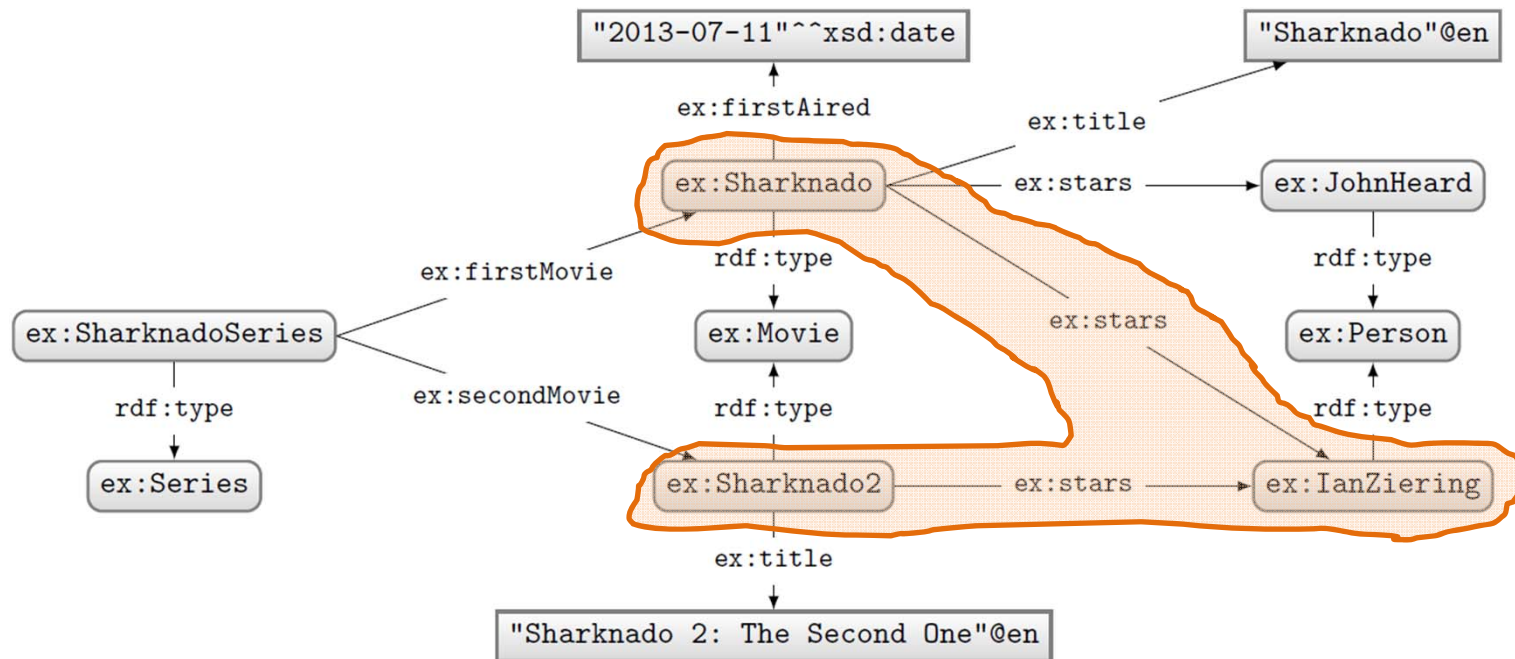 "2013-07-11"^^xsd:date
"Sharknado"@en
ex:firstAired
ex:title
ex:Sharknado
ex:stars
ex:JohnHeard
rdf:type
rdf:type
ex:firstMovie
ex:stars
ex:SharknadoSeries
ex:Movie
ex:Person
ex:secondMovie
rdf:type
rdf:type
rdf:type
ex:Series
ex:Sharknado2
ex:stars
ex:IanZiering
ex:title
"Sharknado 2: The Second One"@en